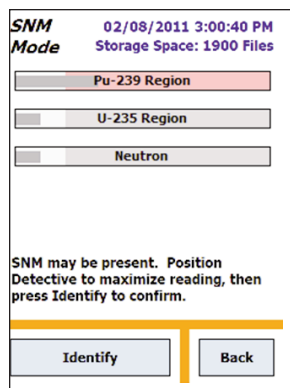 SNM 02/08/2011 3:00:40 PM
Mode Storage Space: 1900 Files
Pu-239 Region
U-235 Region
Neutron
SNM may be present. Position
Detective to maximize reading, then
press Identify to confirm.
Identify Back